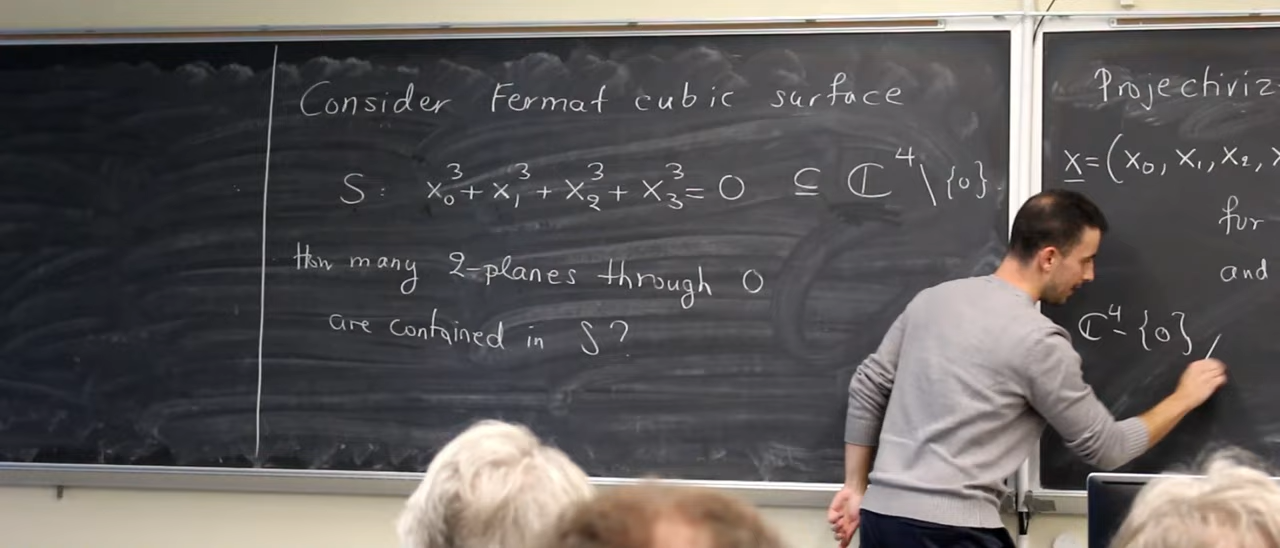 Consider Fermat cubic surface
S: x₀³ + x₁³ + x₂³ + x₃³ = 0 ⊆ ℂ⁴ \ {0}
How many 2-planes through 0
are contained in S?
Projectiviz
x = (x₀, x₁, x₂, x
for
and
ℂ⁴ - {0} /